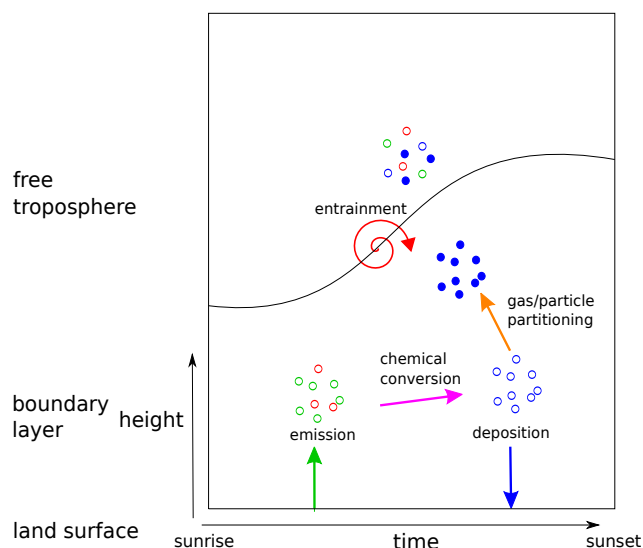 free
troposphere
entrainment
gas/particle
partitioning
chemical
conversion
boundary
layer
height
emission
deposition
land surface
sunrise
time
sunset